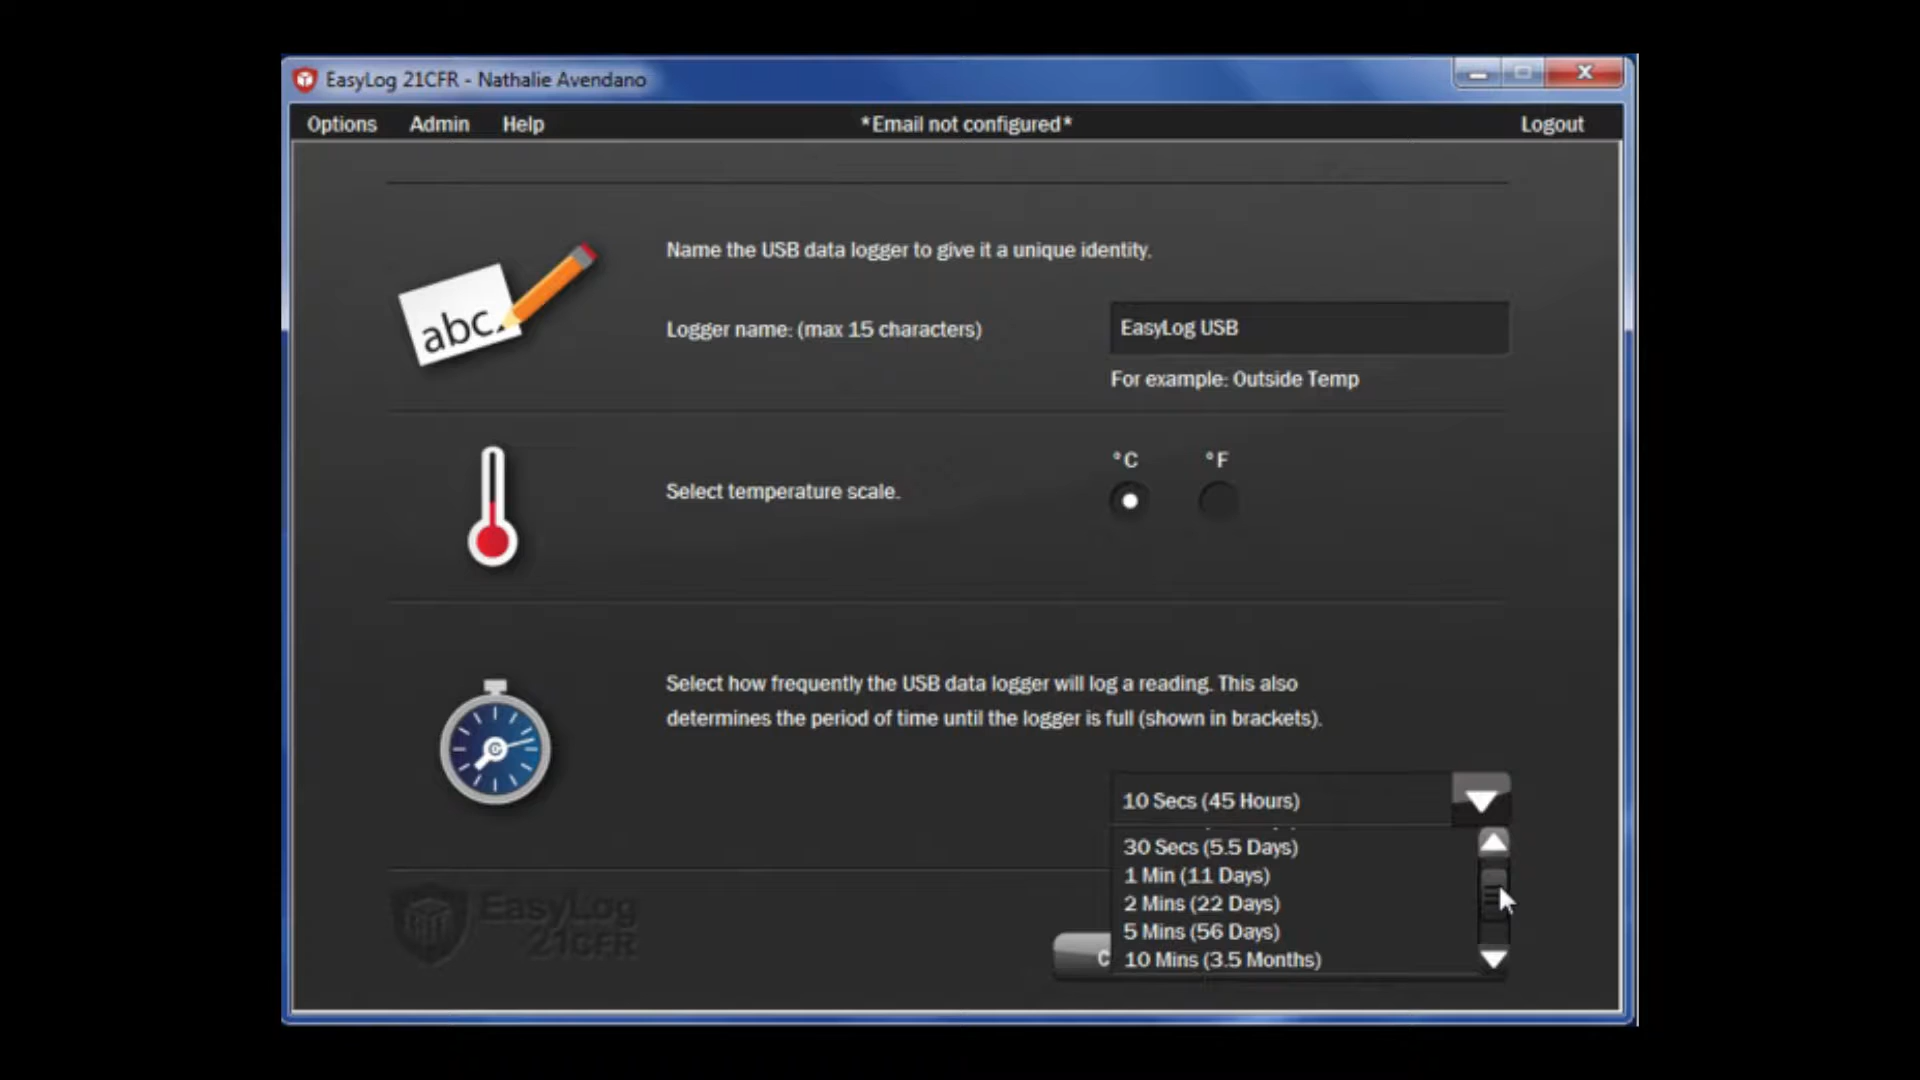 EasyLog 21CFR - Nathalie Avendano
Options Admin Help *Email not configured* Logout
Name the USB data logger to give it a unique identity.
abc
Logger name: (max 15 characters) EasyLog USB
For example: Outside Temp
°C °F
Select temperature scale.
Select how frequently the USB data logger will log a reading. This also
determines the period of time until the logger is full (shown in brackets).
10 Secs (45 Hours)
30 Secs (5.5 Days)
1 Min (11 Days)
2 Mins (22 Days)
5 Mins (56 Days)
10 Mins (3.5 Months)
EasyLog
21CFR
C